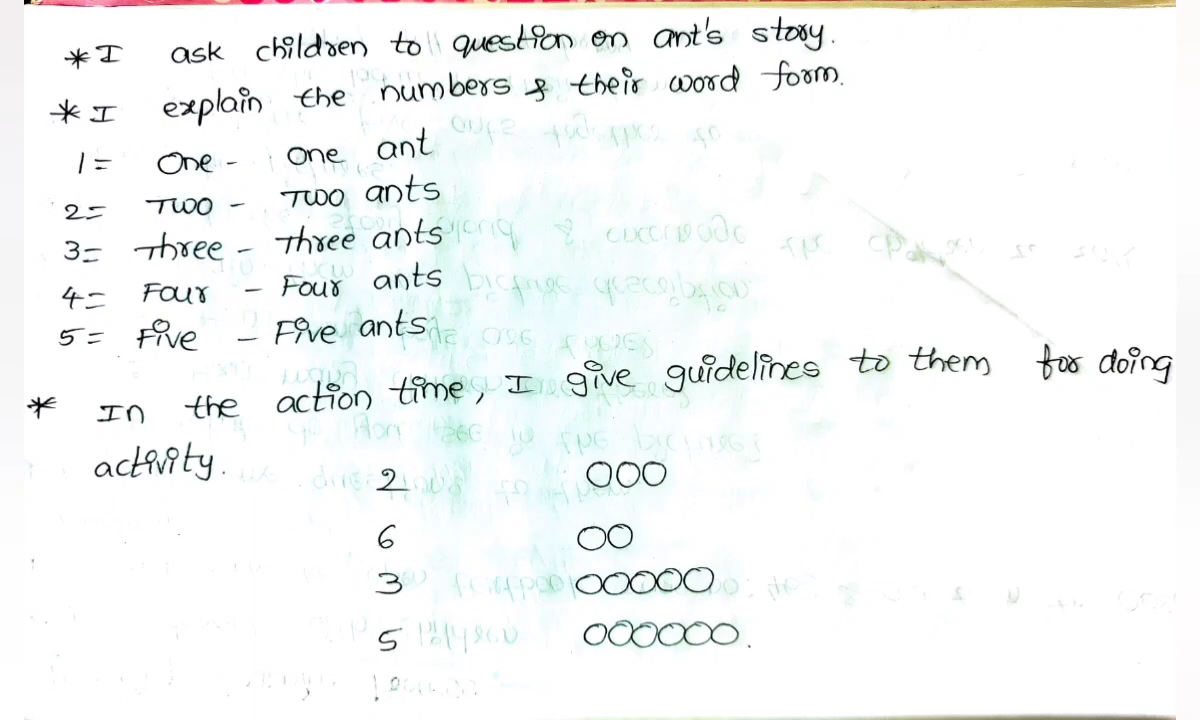 * I ask children to question on ant's story.
* I explain the numbers & their word form.
1 = One - One ant
2 = Two - Two ants
3 = Three - Three ants
4 = Four - Four ants
5 = Five - Five ants
* In the action time, I give guidelines to them for doing
activity.
2 OOO
6 OO
3 OOOOO
5 OOOOOO.